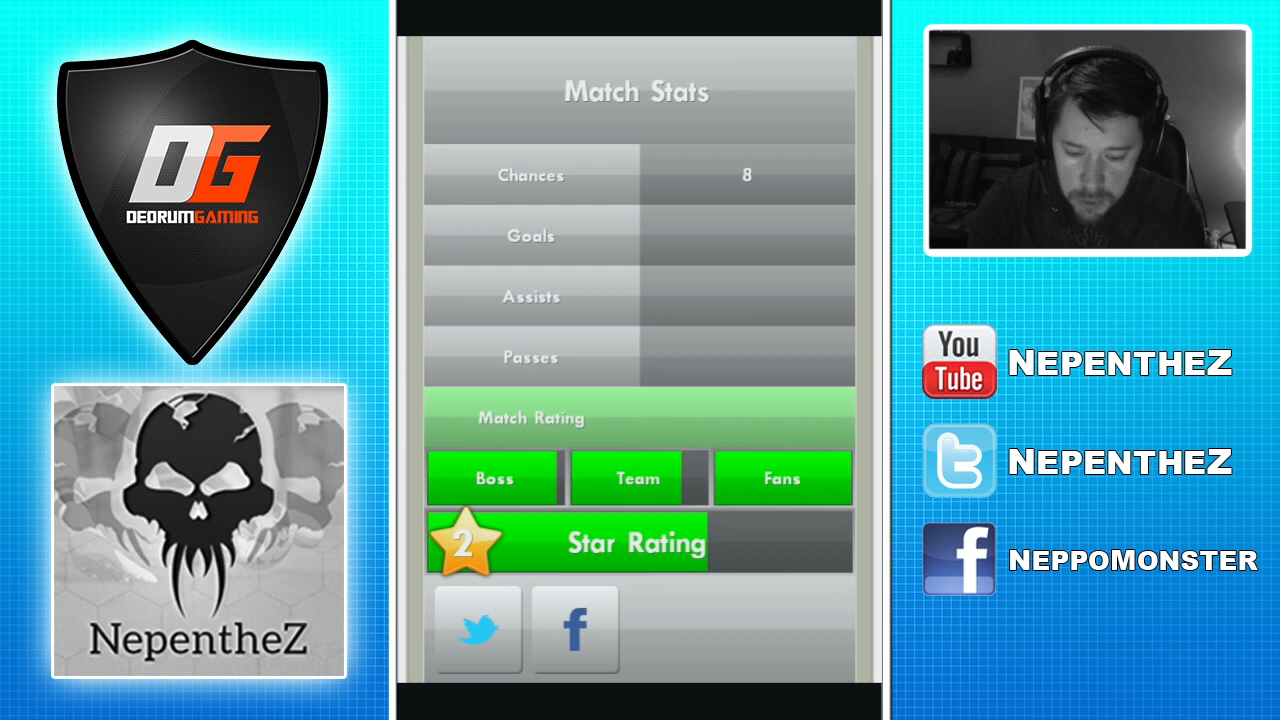 DG
DEORUMGAMING
NepentheZ
Match Stats
Chances 8
Goals
Assists
Passes
Match Rating
Boss Team Fans
2 Star Rating
f
You
Tube
NEPENTHEZ
NEPENTHEZ
f
NEPPOMONSTER